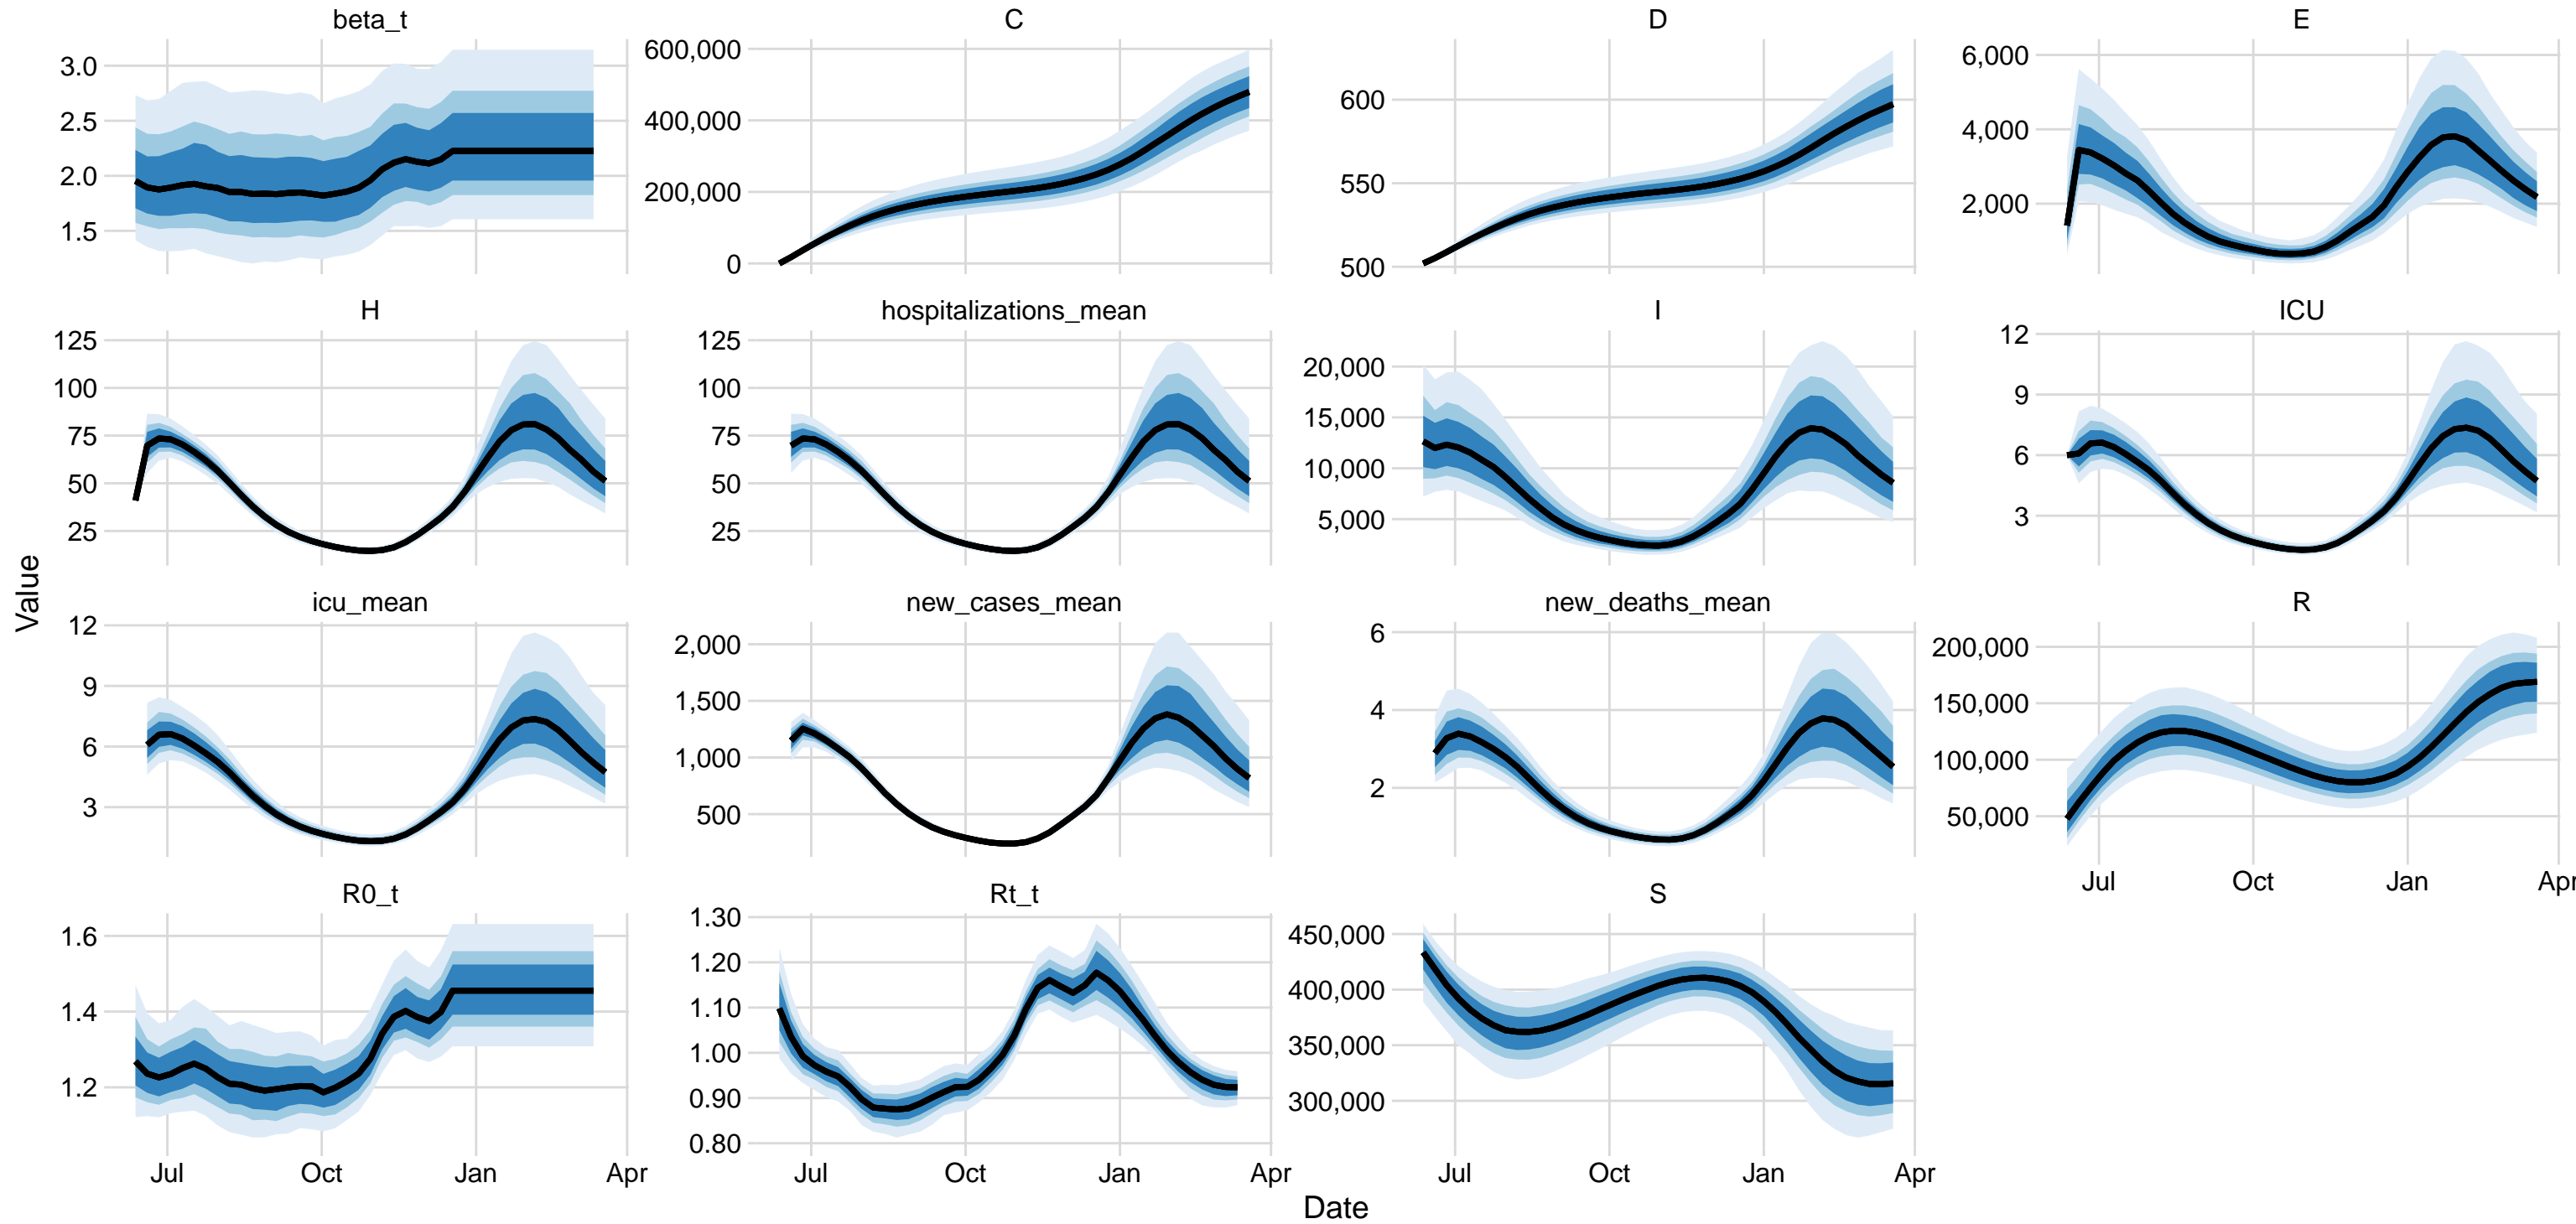 beta_t
3.0
2.5
2.0
1.5
C
600,000
400,000
200,000
0
D
600
550
500
E
6,000
4,000
2,000
H
125
100
75
50
25
hospitalizations_mean
125
100
75
50
25
I
20,000
15,000
10,000
5,000
ICU
12
9
6
3
Value
icu_mean
12
9
6
3
new_cases_mean
2,000
1,500
1,000
500
new_deaths_mean
6
4
2
R
200,000
150,000
100,000
50,000
Jul Oct Jan Apr
R0_t
1.6
1.4
1.2
Jul Oct Jan Apr
Rt_t
1.30
1.20
1.10
1.00
0.90
0.80
Jul Oct Jan Apr
S
450,000
400,000
350,000
300,000
Jul Oct Jan Apr
Date